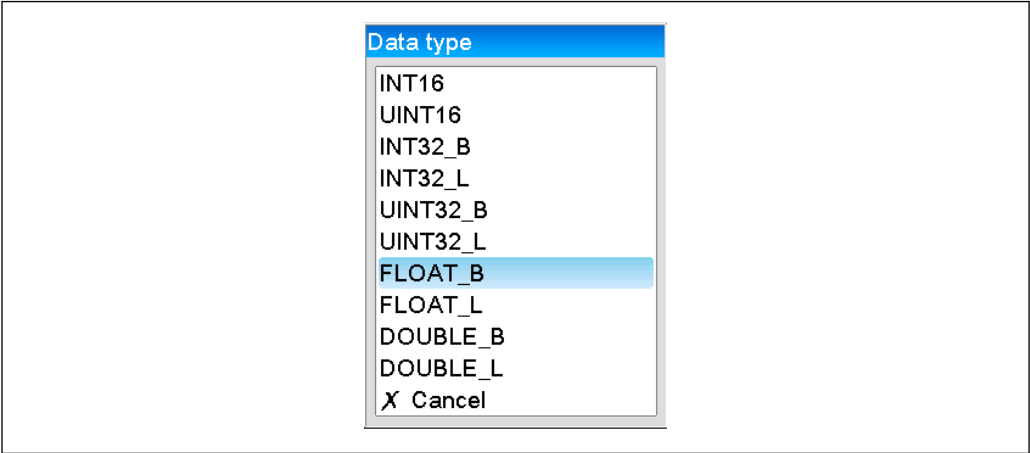 Data type
INT16
UINT16
INT32_B
INT32_L
UINT32_B
UINT32_L
FLOAT_B
FLOAT_L
DOUBLE_B
DOUBLE_L
X Cancel